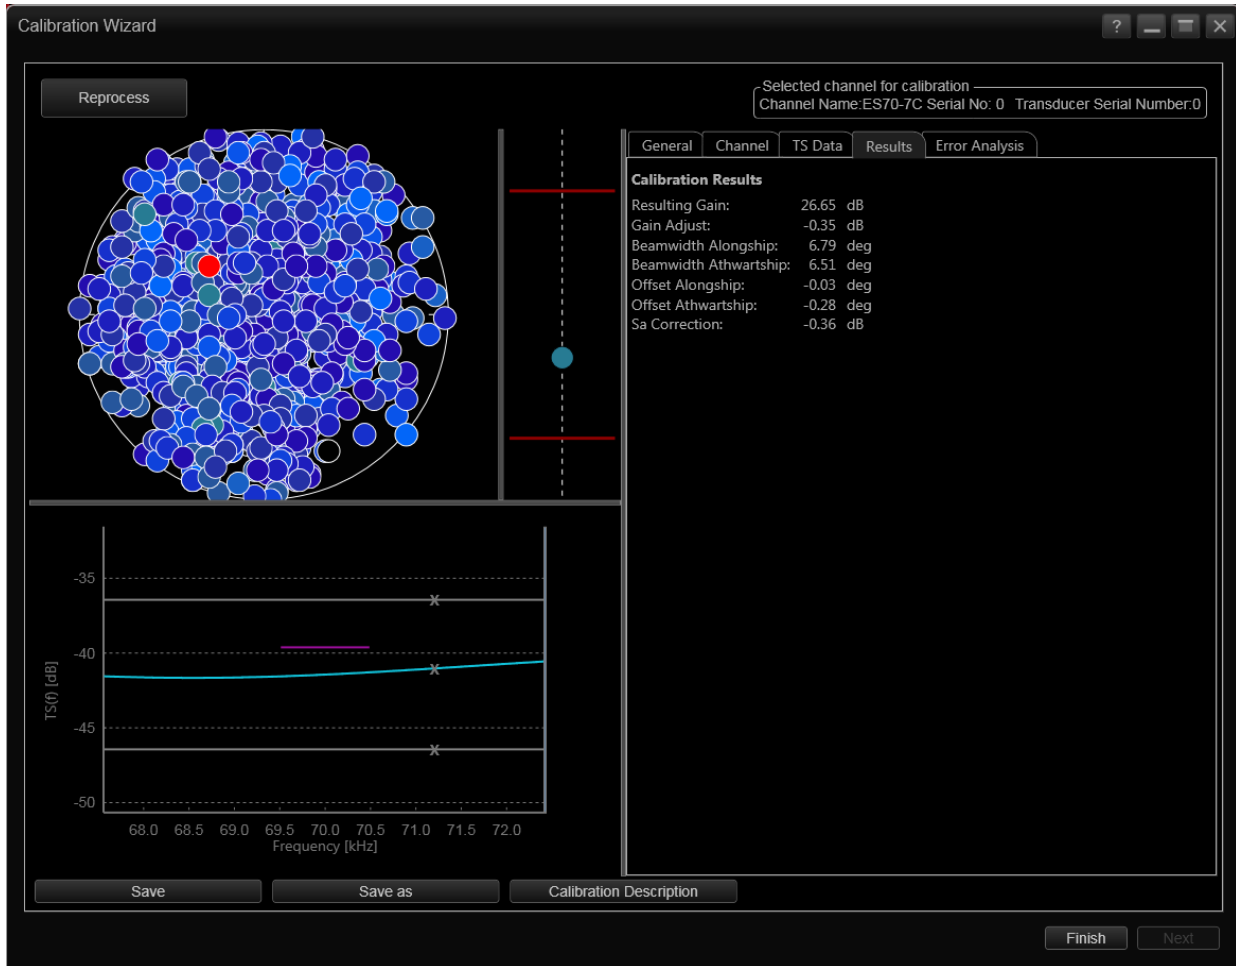 Calibration Wizard
?
Reprocess
Selected channel for calibration
Channel Name:ES70-7C Serial No: 0 Transducer Serial Number:0
General Channel TS Data Results Error Analysis
Calibration Results
Resulting Gain: 26.65 dB
Gain Adjust: -0.35 dB
Beamwidth Alongship: 6.79 deg
Beamwidth Athwartship: 6.51 deg
Offset Alongship: -0.03 deg
Offset Athwartship: -0.28 deg
Sa Correction: -0.36 dB
-35
x
-40
x
-45
x
-50
TS(f) [dB]
68.0 68.5 69.0 69.5 70.0 70.5 71.0 71.5 72.0
Frequency [kHz]
Save Save as Calibration Description
Finish Next